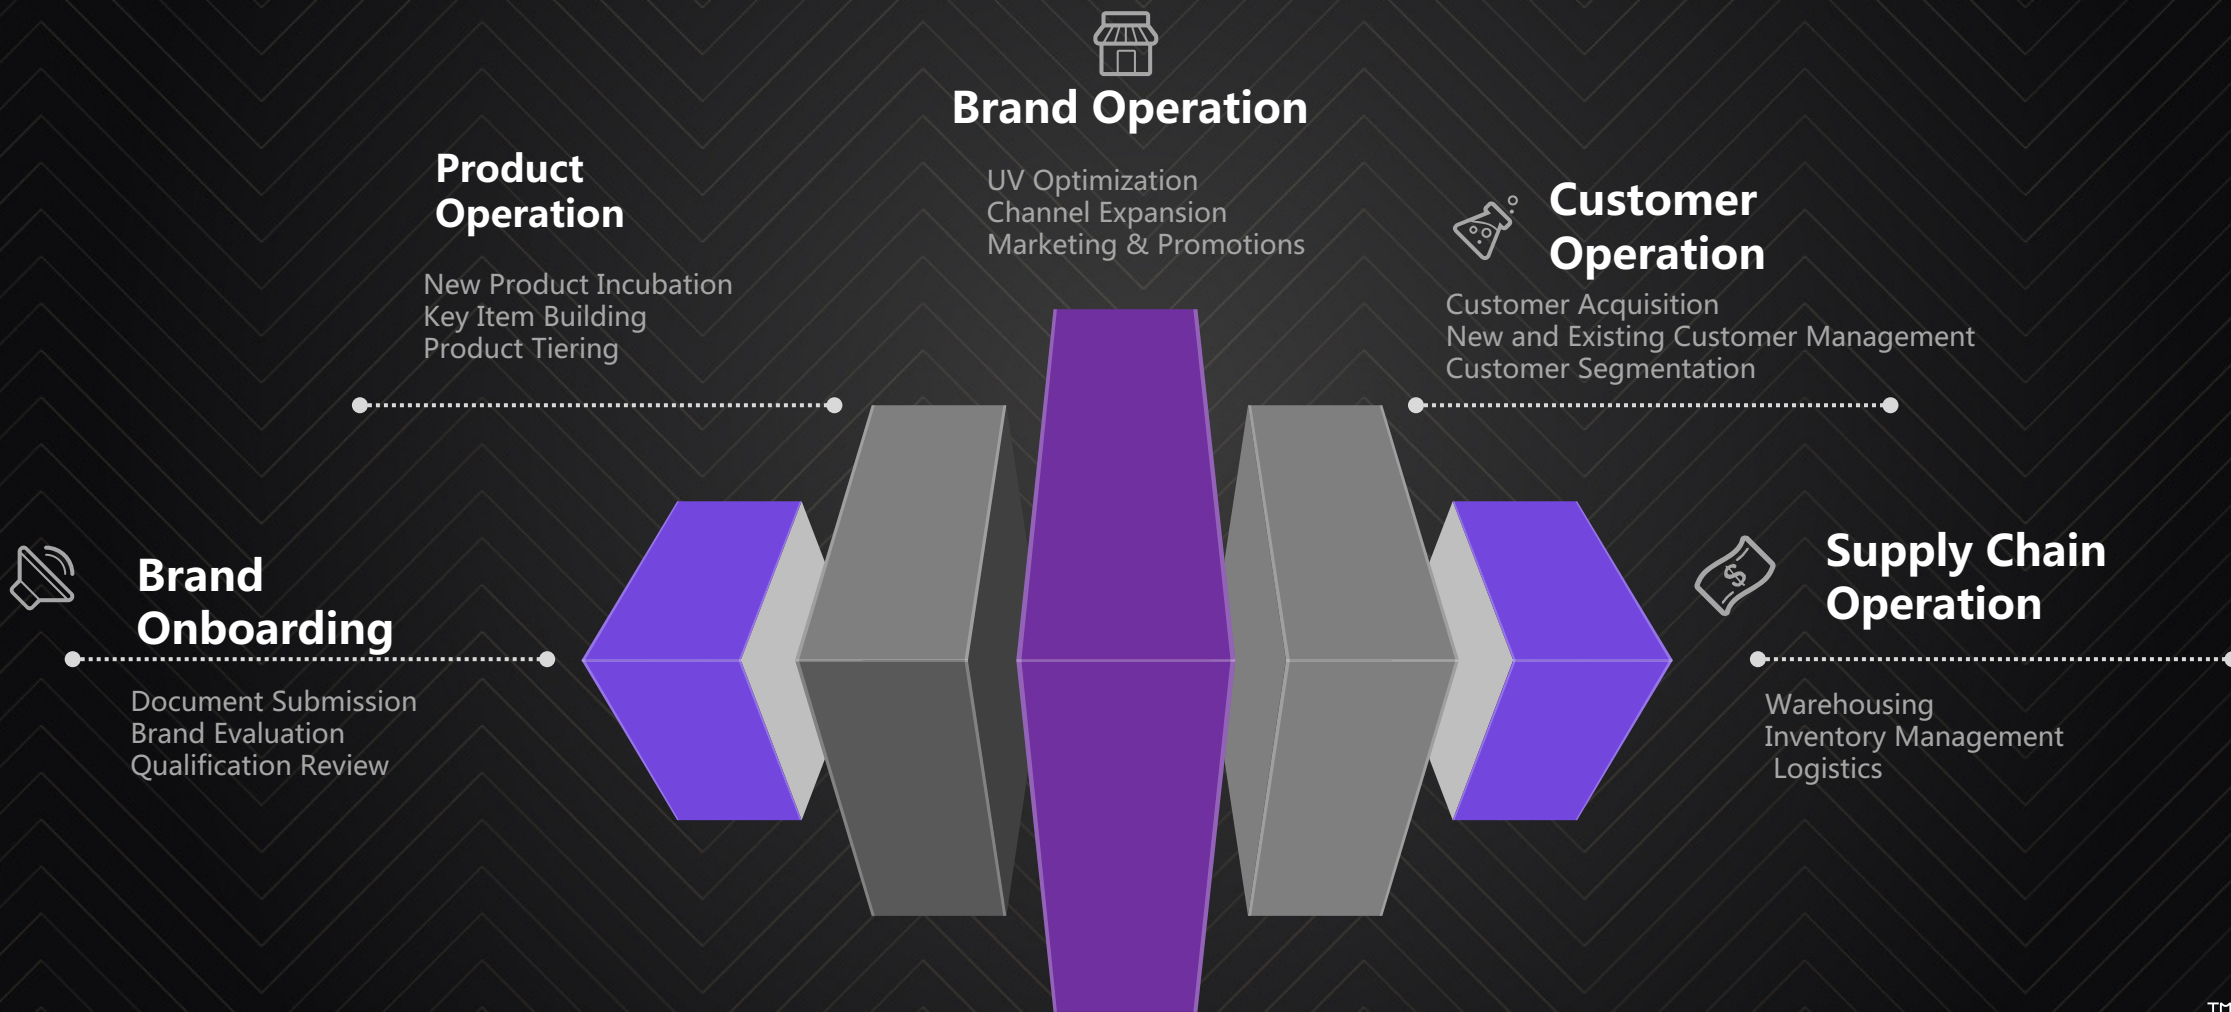 Brand Operation
UV Optimization
Channel Expansion
Marketing & Promotions
Product
Operation
New Product Incubation
Key Item Building
Product Tiering
Customer
Operation
Customer Acquisition
New and Existing Customer Management
Customer Segmentation
Brand
Onboarding
Document Submission
Brand Evaluation
Qualification Review
$
Supply Chain
Operation
Warehousing
Inventory Management
Logistics
TM